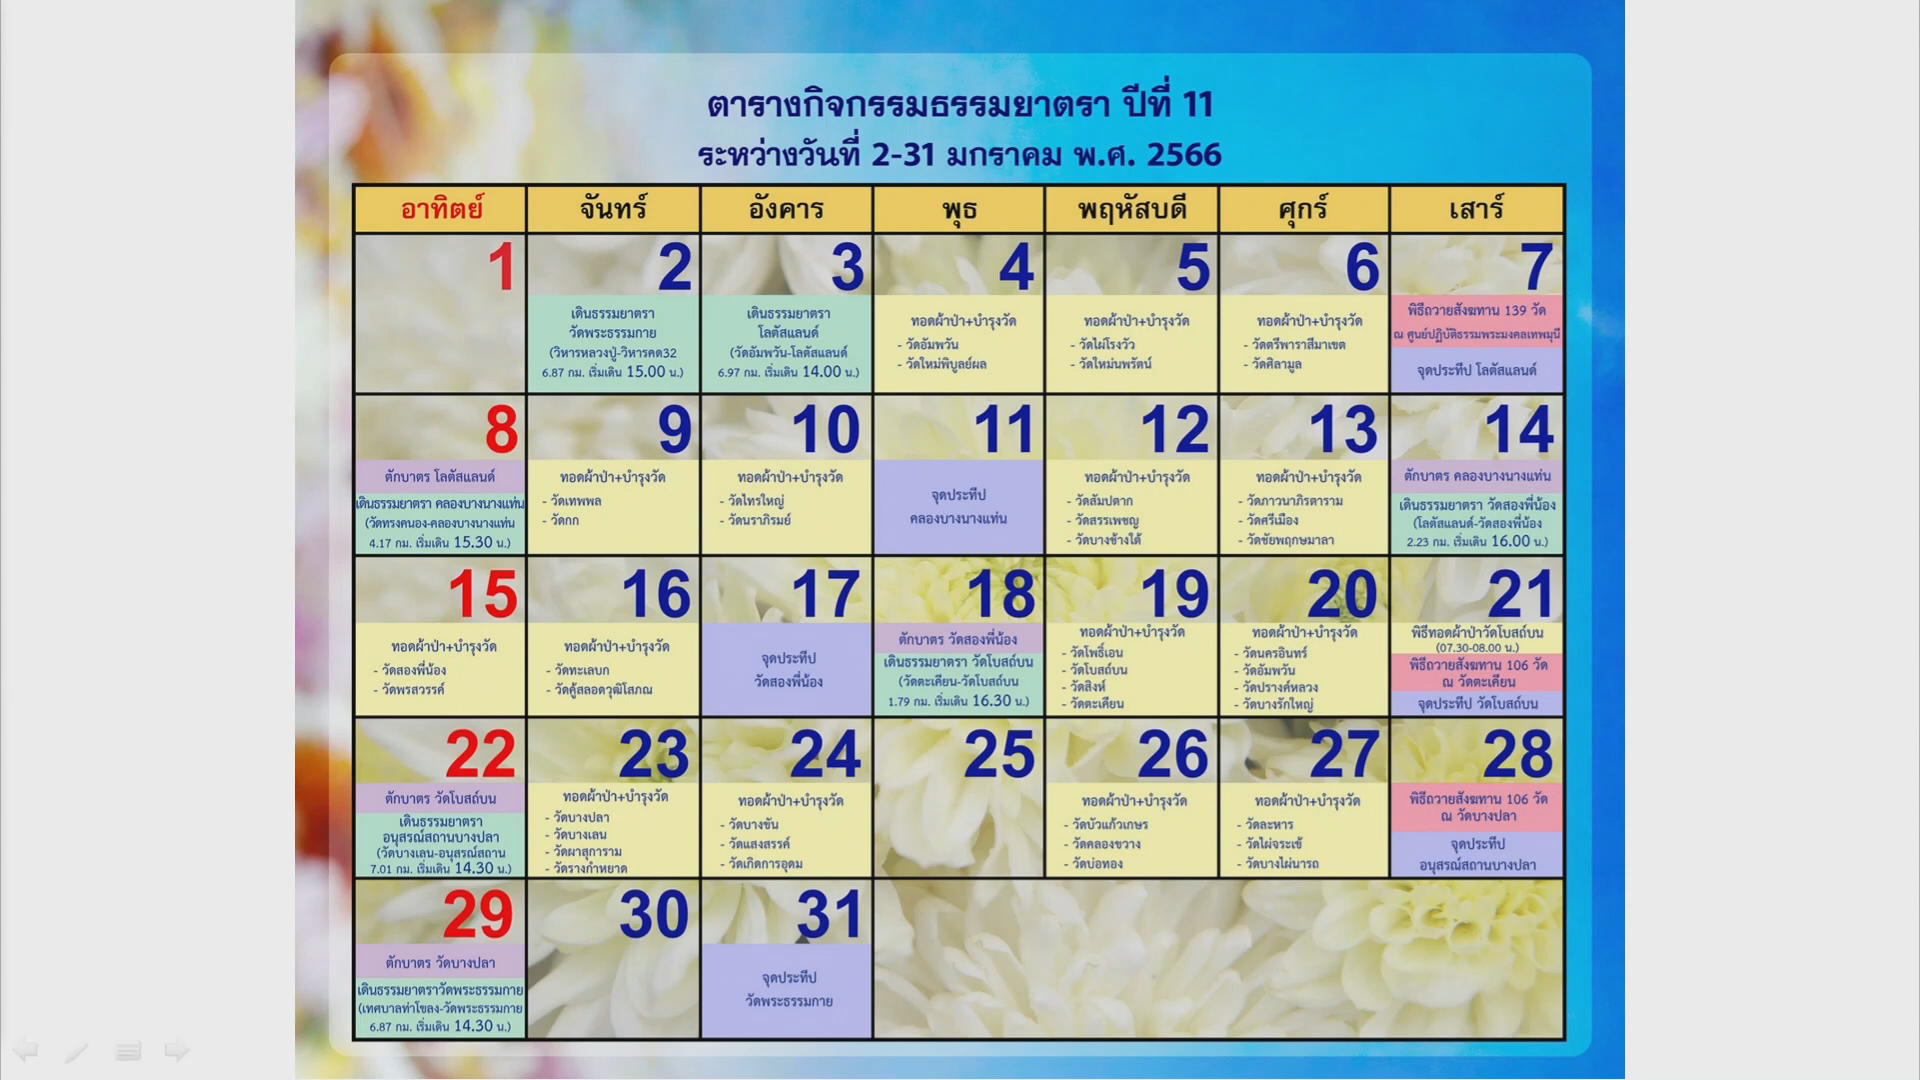 ตารางกิจกรรมธรรมยาตรา ปีที่ 11
ระหว่างวันที่ 2-31 มกราคม พ.ศ. 2566
อาทิตย์ จันทร์ อังคาร พุธ พฤหัสบดี ศุกร์ เสาร์
1
2
เดินธรรมยาตรา
วัดพระธรรมกาย
(วิหารหลวงปู่-วิหารคด32
6.87 กม. เริ่มเดิน 15.00 น.)
3
เดินธรรมยาตรา
โลตัสแลนด์
(วัดอัมพวัน-โลตัสแลนด์
6.97 กม. เริ่มเดิน 14.00 น.)
4
ทอดผ้าป่า+บำรุงวัด
- วัดอัมพวัน
- วัดใหม่พิบูลย์ผล
5
ทอดผ้าป่า+บำรุงวัด
- วัดไผ่โรงวัว
- วัดใหม่นพรัตน์
6
ทอดผ้าป่า+บำรุงวัด
- วัดตรีพาราสีมาเขต
- วัดศิลามูล
7
พิธีถวายสังฆทาน 139 วัด
ณ ศูนย์ปฏิบัติธรรมพระมงคลเทพมุนี
จุดประทีป โลตัสแลนด์
8
ตักบาตร โลตัสแลนด์
เดินธรรมยาตรา คลองบางนางแท่น
(วัดทรงคนอง-คลองบางนางแท่น
4.17 กม. เริ่มเดิน 15.30 น.)
9
ทอดผ้าป่า+บำรุงวัด
- วัดเทพพล
- วัดกก
10
ทอดผ้าป่า+บำรุงวัด
- วัดไทรใหญ่
- วัดนราภิรมย์
11
จุดประทีป
คลองบางนางแท่น
12
ทอดผ้าป่า+บำรุงวัด
- วัดสัมปตาก
- วัดสรรเพชญ
- วัดบางช้างใต้
13
ทอดผ้าป่า+บำรุงวัด
- วัดภาวนาภิรตาราม
- วัดศรีเมือง
- วัดชัยพฤกษมาลา
14
ตักบาตร คลองบางนางแท่น
เดินธรรมยาตรา วัดสองพี่น้อง
(โลตัสแลนด์-วัดสองพี่น้อง
2.23 กม. เริ่มเดิน 16.00 น.)
15
ทอดผ้าป่า+บำรุงวัด
- วัดสองพี่น้อง
- วัดพรสวรรค์
16
ทอดผ้าป่า+บำรุงวัด
- วัดทะเลบก
- วัดคู้สลอดวุฒิโสภณ
17
จุดประทีป
วัดสองพี่น้อง
18
ตักบาตร วัดสองพี่น้อง
เดินธรรมยาตรา วัดโบสถ์บน
(วัดตะเคียน-วัดโบสถ์บน
1.79 กม. เริ่มเดิน 16.30 น.)
19
ทอดผ้าป่า+บำรุงวัด
- วัดโพธิ์เอน
- วัดโบสถ์บน
- วัดสิงห์
- วัดตะเคียน
20
ทอดผ้าป่า+บำรุงวัด
- วัดนครอินทร์
- วัดอัมพวัน
- วัดปรางค์หลวง
- วัดบางรักใหญ่
21
พิธีทอดผ้าป่าวัดโบสถ์บน
(07.30-08.00 น.)
พิธีถวายสังฆทาน 106 วัด
ณ วัดตะเคียน
จุดประทีป วัดโบสถ์บน
22
ตักบาตร วัดโบสถ์บน
เดินธรรมยาตรา
อนุสรณ์สถานบางปลา
(วัดบางเลน-อนุสรณ์สถาน
7.01 กม. เริ่มเดิน 14.30 น.)
23
ทอดผ้าป่า+บำรุงวัด
- วัดบางปลา
- วัดบางเลน
- วัดผาสุการาม
- วัดรางกำหยาด
24
ทอดผ้าป่า+บำรุงวัด
- วัดบางขัน
- วัดแสงสรรค์
- วัดเกิดการอุดม
25
26
ทอดผ้าป่า+บำรุงวัด
- วัดบัวแก้วเกษร
- วัดคลองขวาง
- วัดบ่อทอง
27
ทอดผ้าป่า+บำรุงวัด
- วัดละหาร
- วัดไผ่จระเข้
- วัดบางไผ่นารถ
28
พิธีถวายสังฆทาน 106 วัด
ณ วัดบางปลา
จุดประทีป
อนุสรณ์สถานบางปลา
29
ตักบาตร วัดบางปลา
เดินธรรมยาตราวัดพระธรรมกาย
(เทศบาลท่าโขลง-วัดพระธรรมกาย
6.87 กม. เริ่มเดิน 14.30 น.)
30
31
จุดประทีป
วัดพระธรรมกาย